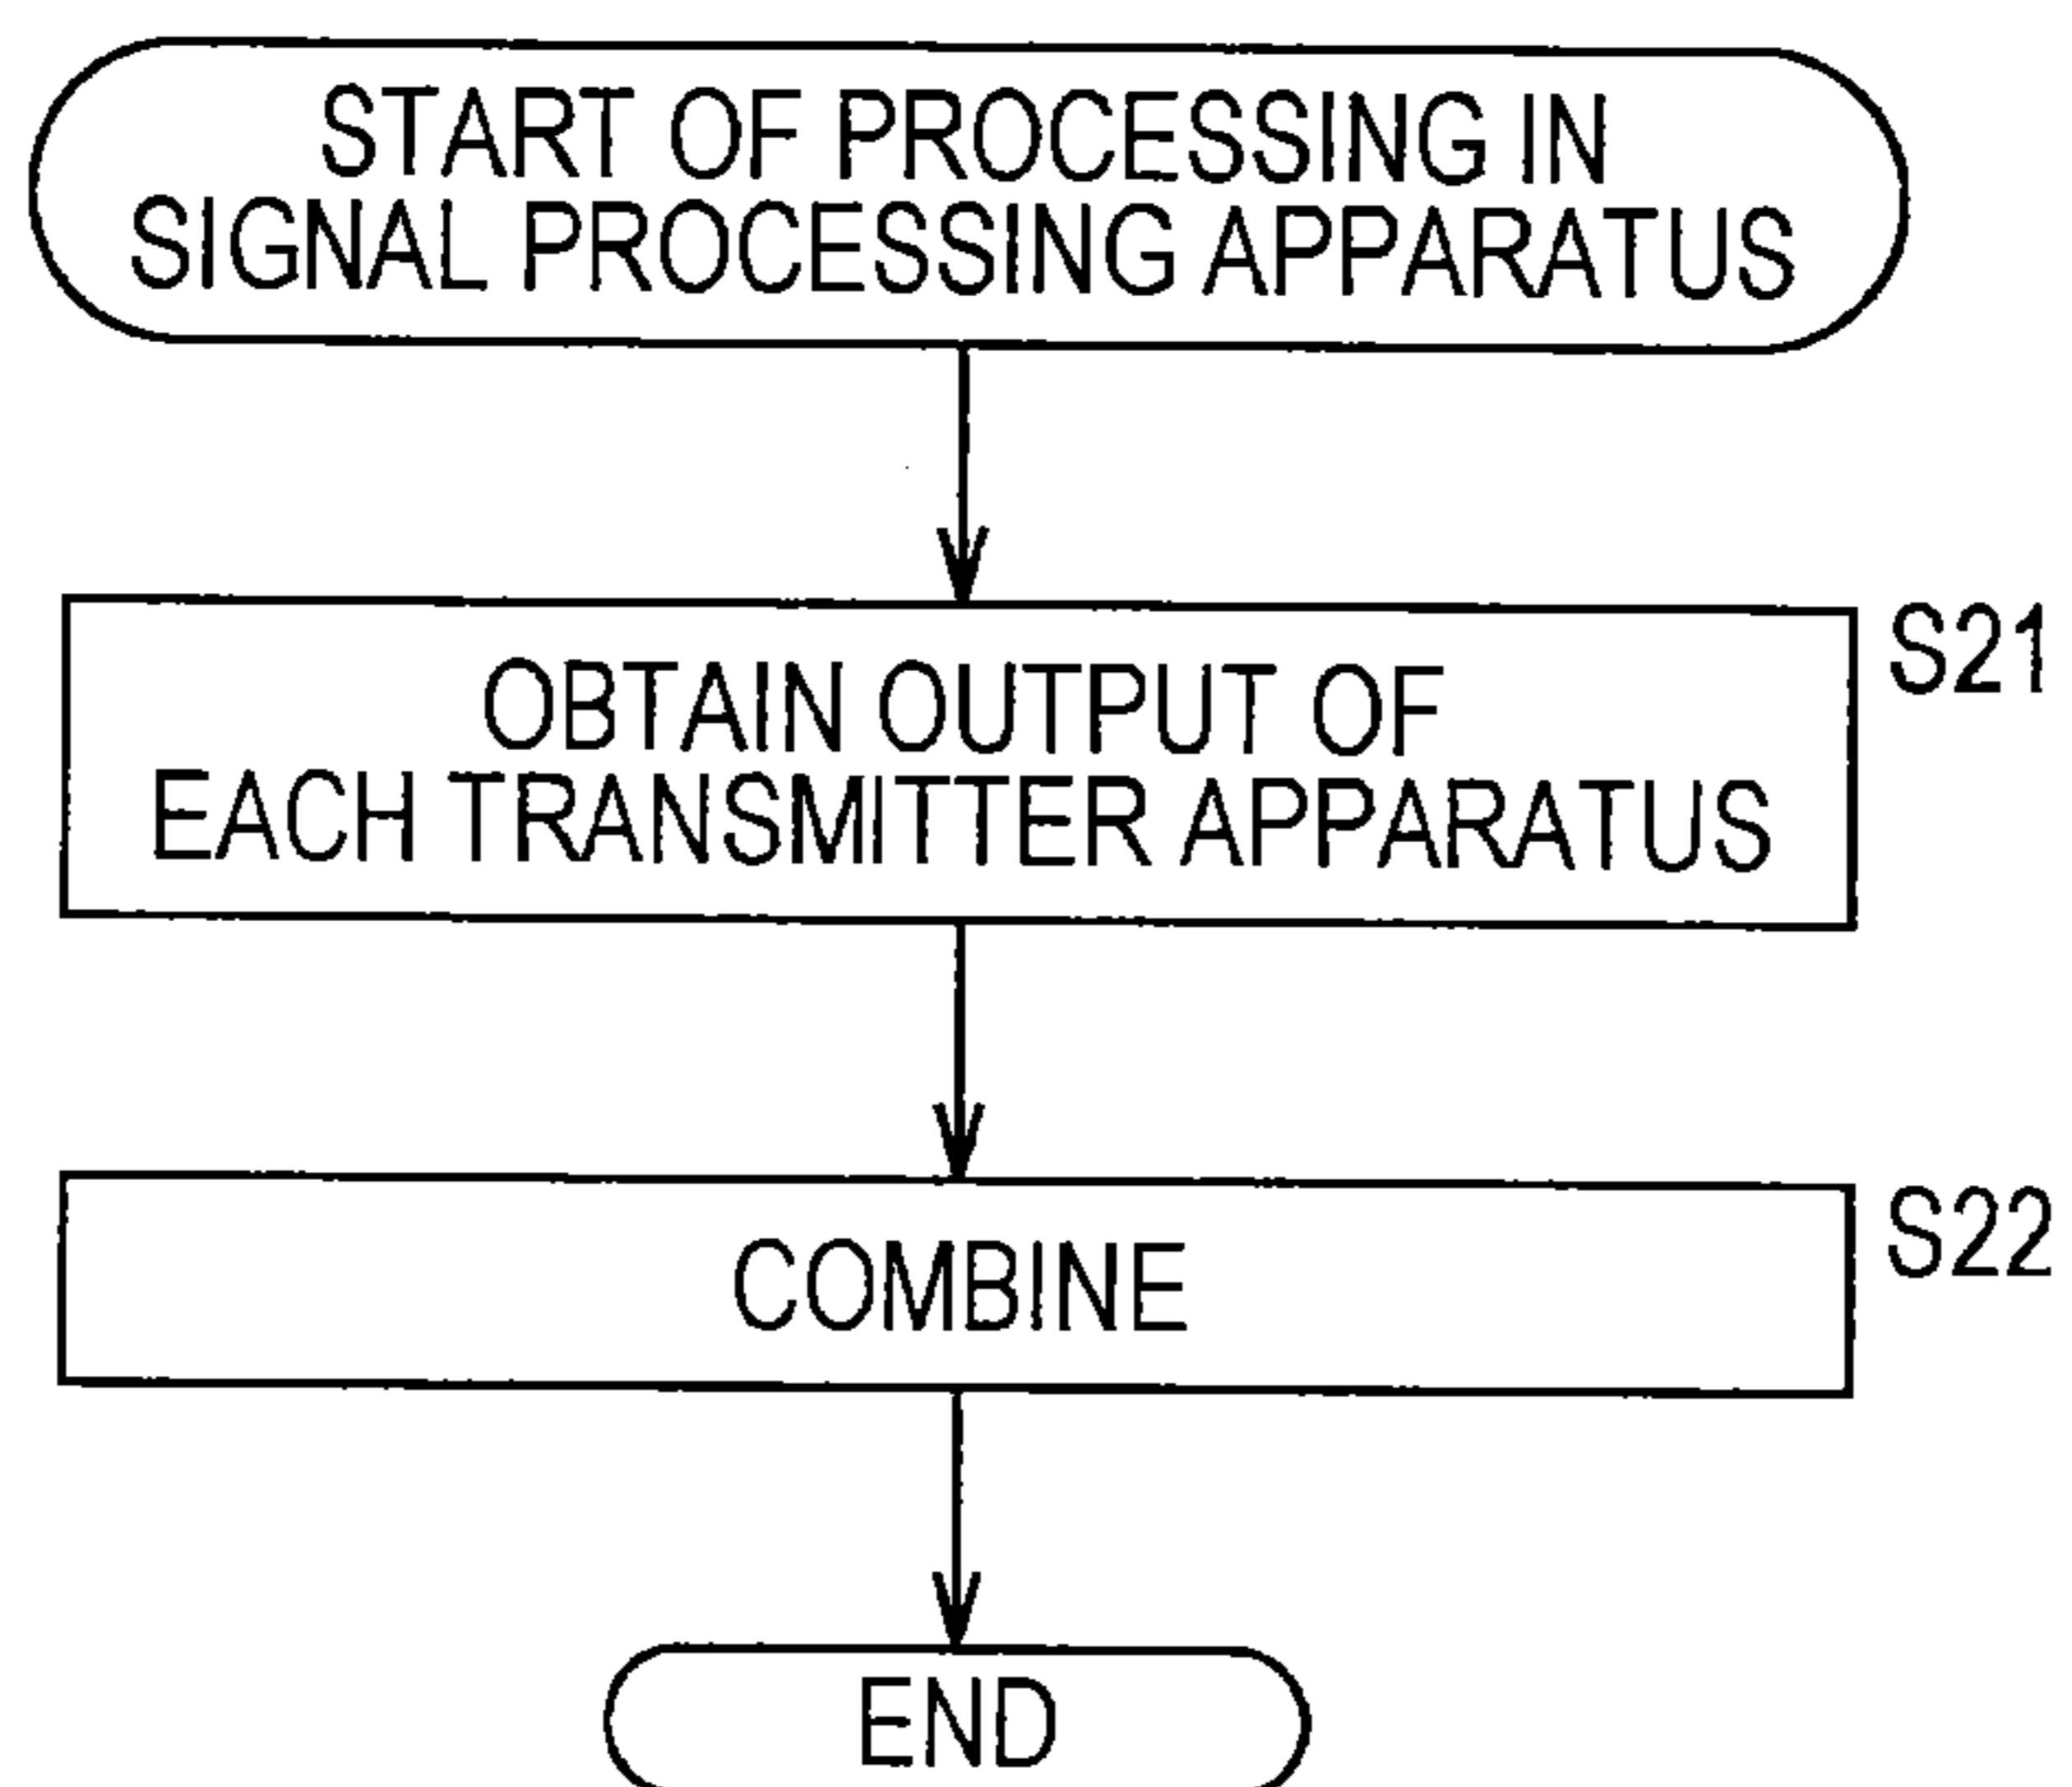 START OF PROCESSING IN
SIGNAL PROCESSING APPARATUS
OBTAIN OUTPUT OF
EACH TRANSMITTER APPARATUS
S21
COMBINE
S22
END